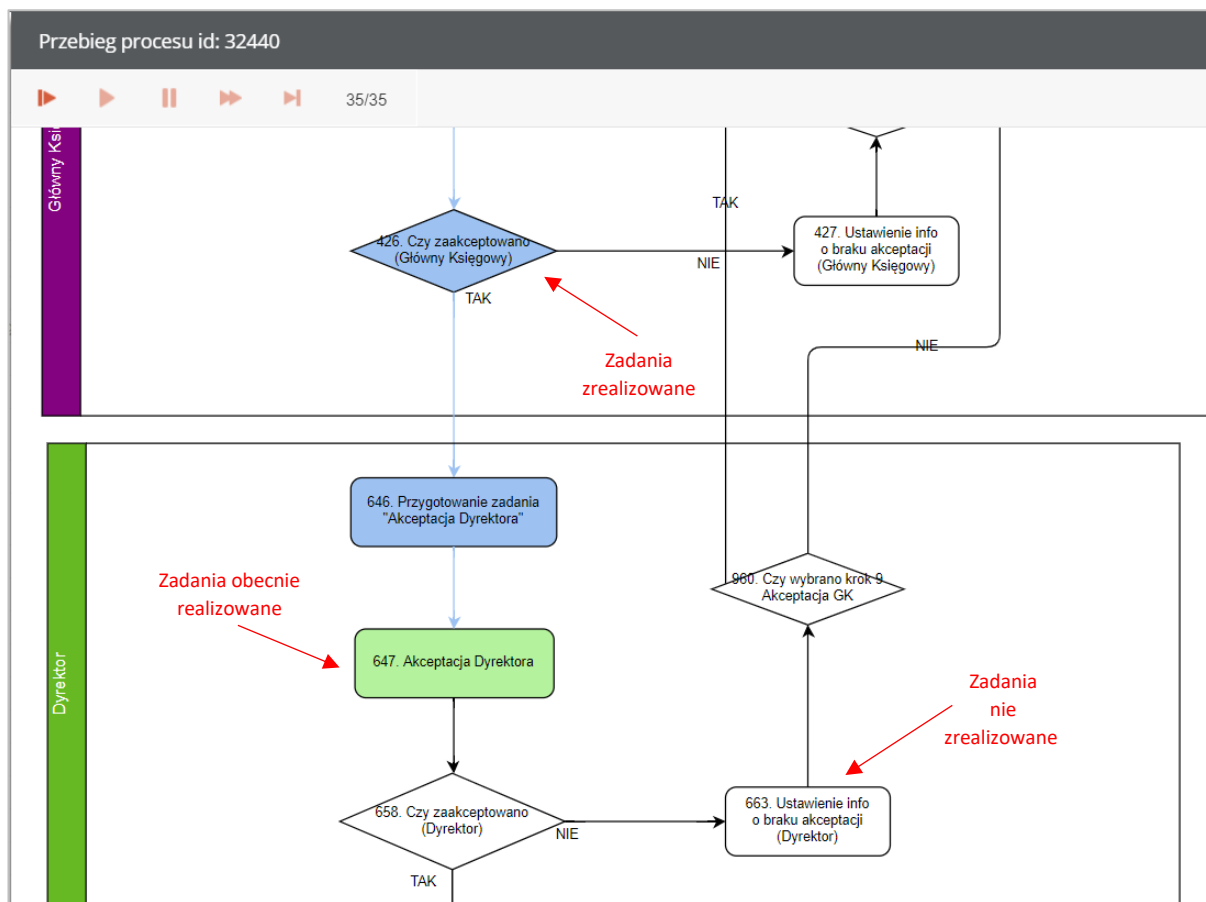 Przebieg procesu id: 32440
35/35
Główny Księ
TAK
426. Czy zaakceptowano
(Główny Księgowy)
NIE
427. Ustawienie info
o braku akceptacji
(Główny Księgowy)
TAK
Zadania
zrealizowane
NIE
646. Przygotowanie zadania
"Akceptacja Dyrektora"
Zadania obecnie
realizowane
960. Czy wybrano krok 9
Akceptacja GK
Dyrektor
647. Akceptacja Dyrektora
Zadania
nie
zrealizowane
658. Czy zaakceptowano
(Dyrektor)
NIE
663. Ustawienie info
o braku akceptacji
(Dyrektor)
TAK